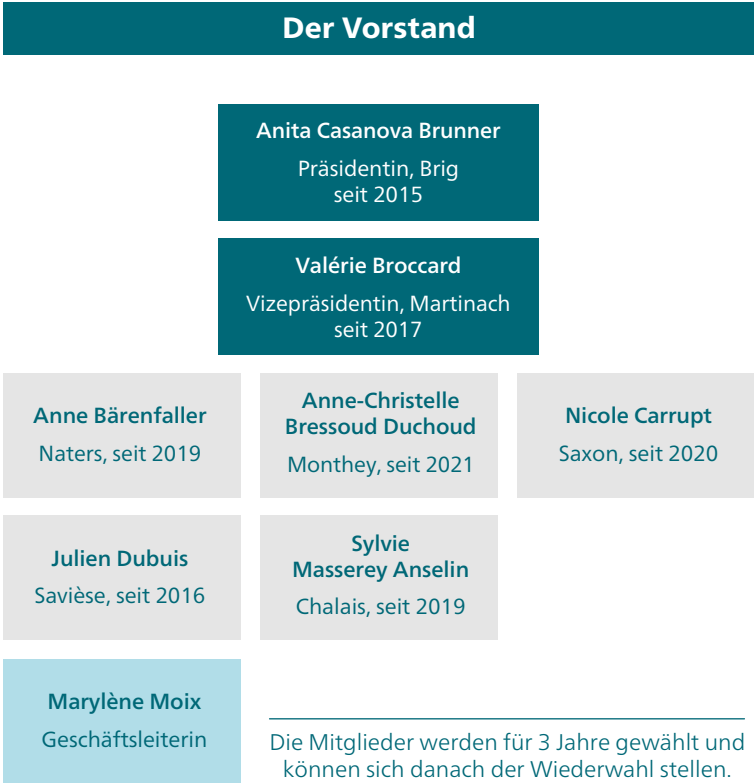 Der Vorstand
Anita Casanova Brunner
Präsidentin, Brig
seit 2015
Valérie Broccard
Vizepräsidentin, Martinach
seit 2017
Anne Bärenfaller
Naters, seit 2019
Anne-Christelle
Bressoud Duchoud
Monthey, seit 2021
Nicole Carrupt
Saxon, seit 2020
Julien Dubuis
Savièse, seit 2016
Sylvie
Masserey Anselin
Chalais, seit 2019
Marylène Moix
Geschäftsleiterin
Die Mitglieder werden für 3 Jahre gewählt und
können sich danach der Wiederwahl stellen.